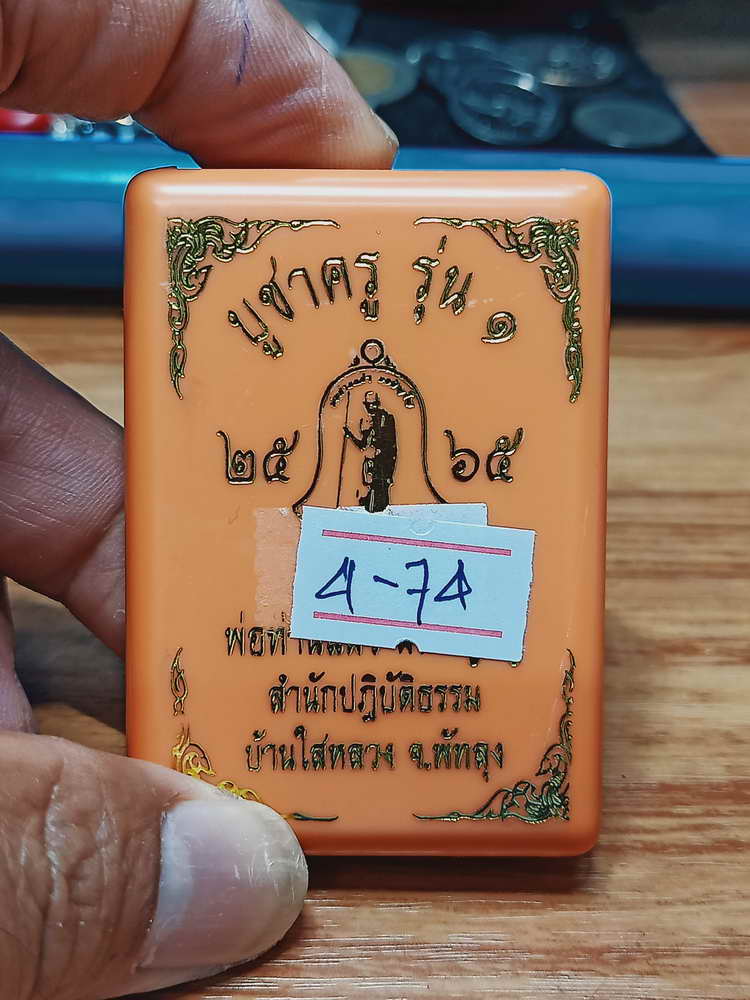 บูชาครู รุ่น ๑
๒๕ ๖๕
4-74
สำนักปฏิบัติธรรม
บ้านใส่หลวง จ.พัทลุง